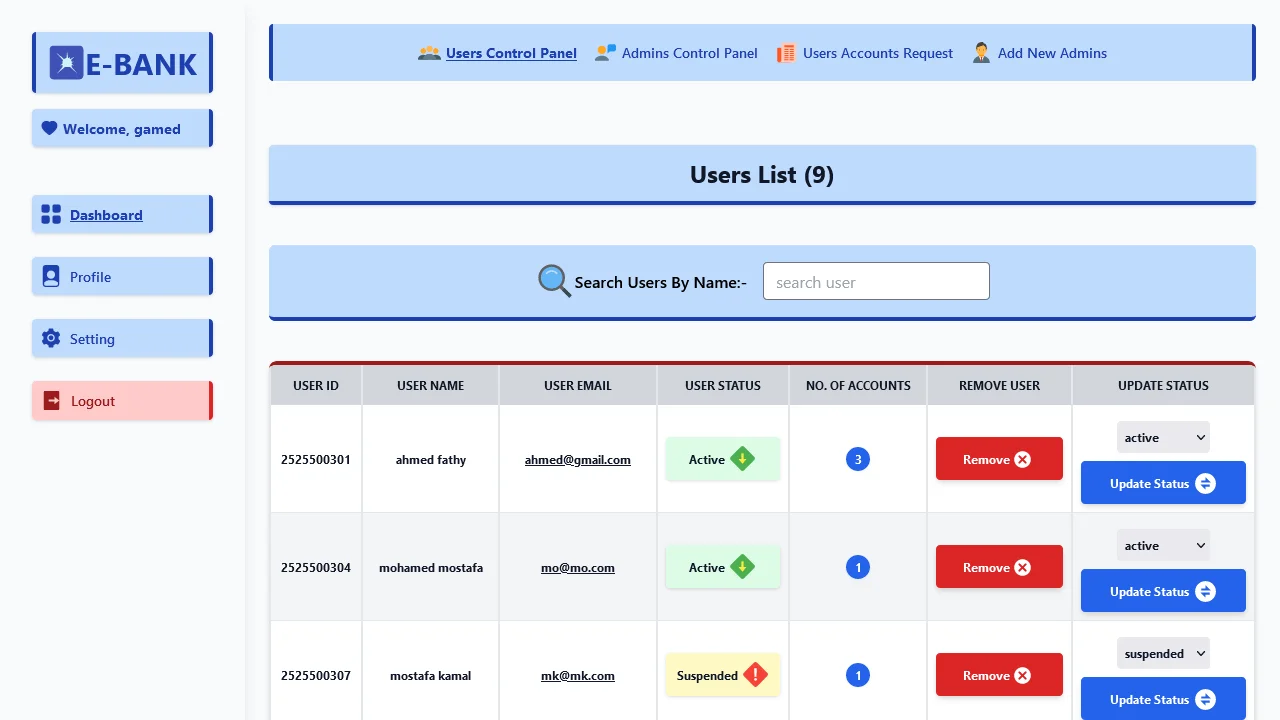 E-BANK
Welcome, gamed
Dashboard
Profile
Setting
Logout
Users Control Panel Admins Control Panel Users Accounts Request Add New Admins
Users List (9)
Search Users By Name:- search user
USER ID USER NAME USER EMAIL USER STATUS NO. OF ACCOUNTS REMOVE USER UPDATE STATUS
active
2525500301 ahmed fathy ahmed@gmail.com Active 3 Remove
Update Status
active
2525500304 mohamed mostafa mo@mo.com Active 1 Remove
Update Status
suspended
2525500307 mostafa kamal mk@mk.com Suspended 1 Remove
Update Status